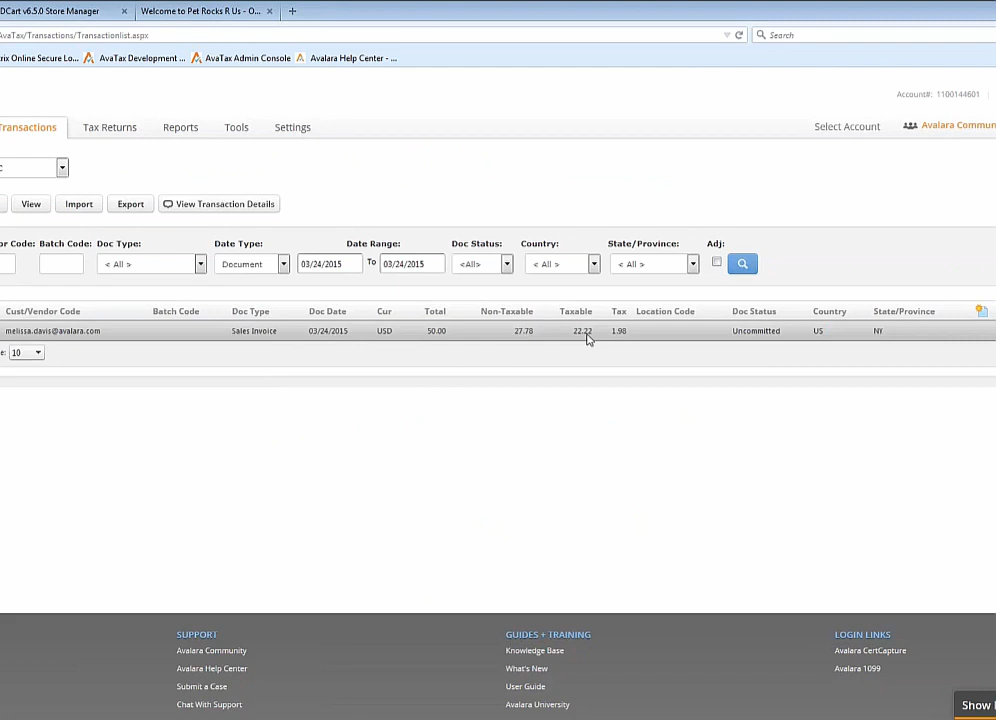 DCart v6.5.0 Store Manager × Welcome to Pet Rocks R Us - O... × +
AvaTax/Transactions/Transactionlist.aspx Search
rix Online Secure Lo... AvaTax Development ... AvaTax Admin Console Avalara Help Center - ...
Account#: 1100144601
Transactions Tax Returns Reports Tools Settings Select Account Avalara Commun
c
View Import Export View Transaction Details
or Code: Batch Code: Doc Type: Date Type: Date Range: Doc Status: Country: State/Province: Adj:
< All > Document 03/24/2015 To 03/24/2015 <All> < All > < All >
Cust/Vendor Code Batch Code Doc Type Doc Date Cur Total Non-Taxable Taxable Tax Location Code Doc Status Country State/Province
melissa.davis@avalara.com Sales Invoice 03/24/2015 USD 50.00 27.78 22.22 1.98 Uncommitted US NY
e: 10
SUPPORT GUIDES + TRAINING LOGIN LINKS
Avalara Community Knowledge Base Avalara CertCapture
Avalara Help Center What's New Avalara 1099
Submit a Case User Guide
Chat With Support Avalara University
Show